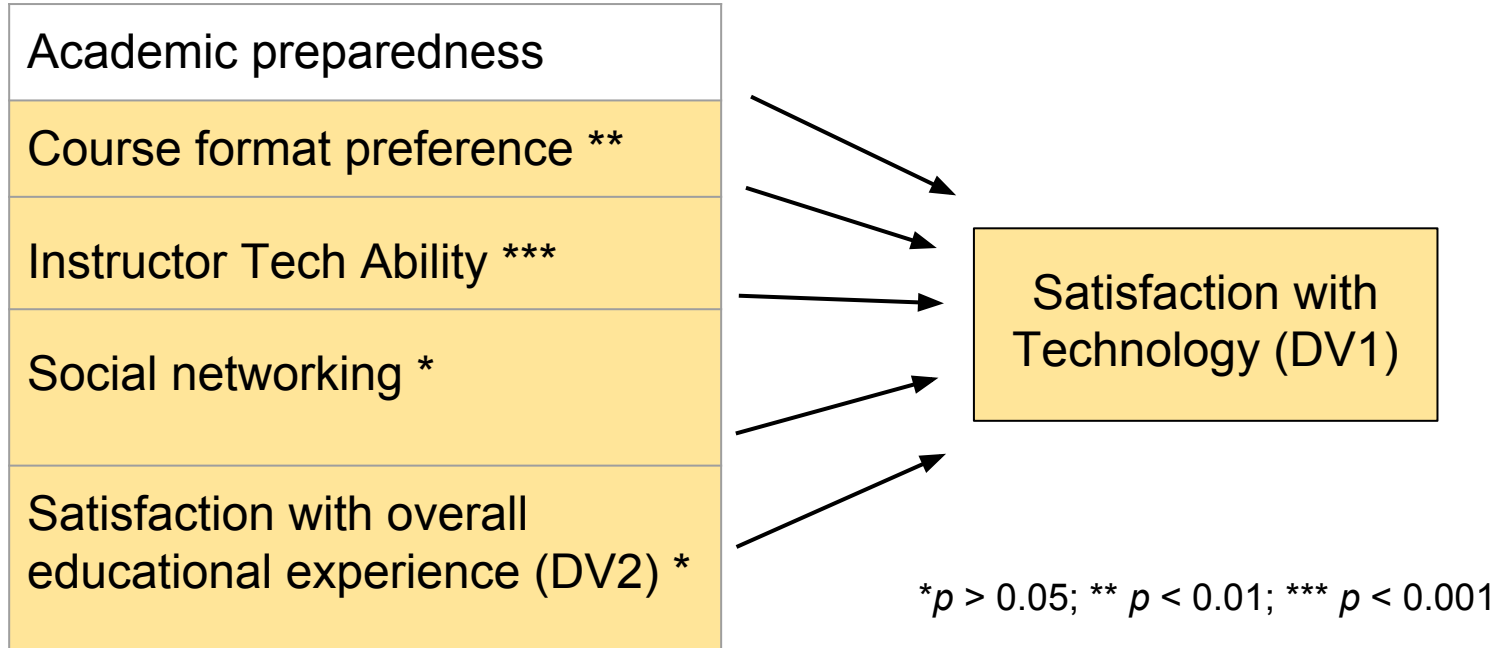 Academic preparedness
Course format preference **
Instructor Tech Ability ***
Social networking *
Satisfaction with overall
educational experience (DV2) *
Satisfaction with
Technology (DV1)
*p > 0.05; ** p < 0.01; *** p < 0.001